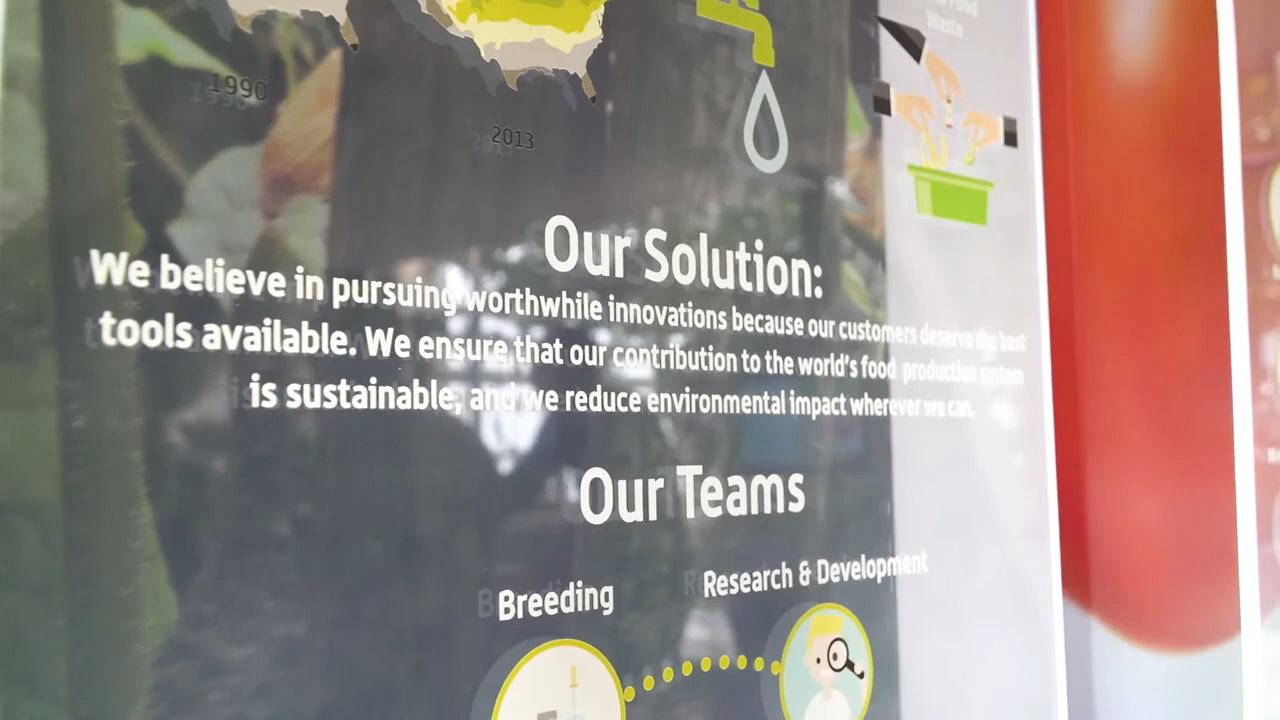 Food
Waste
1990
2013
Our Solution:
We believe in pursuing worthwhile innovations because our customers deserve the best
tools available. We ensure that our contribution to the world's food production system
is sustainable, and we reduce environmental impact wherever we can.
Our Teams
Breeding
Research & Development